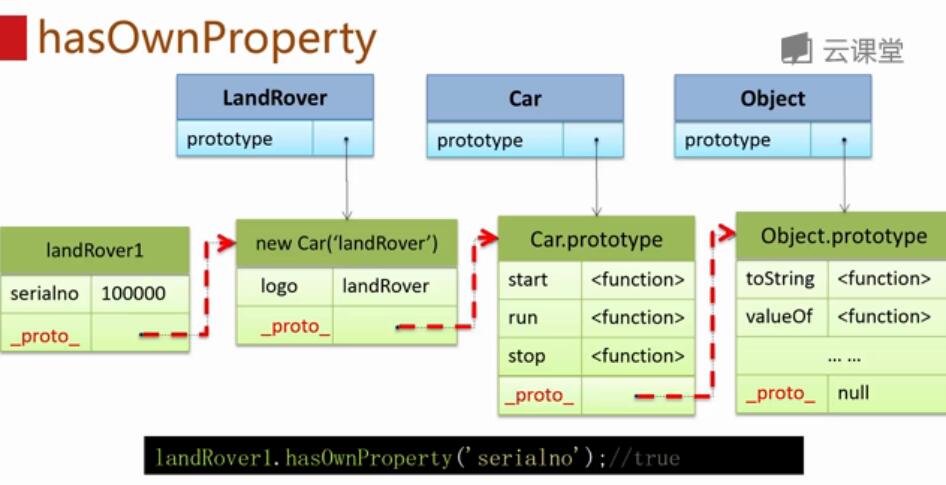 hasOwnProperty
云课堂
LandRover
prototype
Car
prototype
Object
prototype
landRover1
serialno 100000
_proto_
new Car(‘landRover’)
logo landRover
_proto_
Car.prototype
start <function>
run <function>
stop <function>
_proto_
Object.prototype
toString <function>
valueOf <function>
... ...
_proto_ null
landRover1.hasOwnProperty('serialno');//true